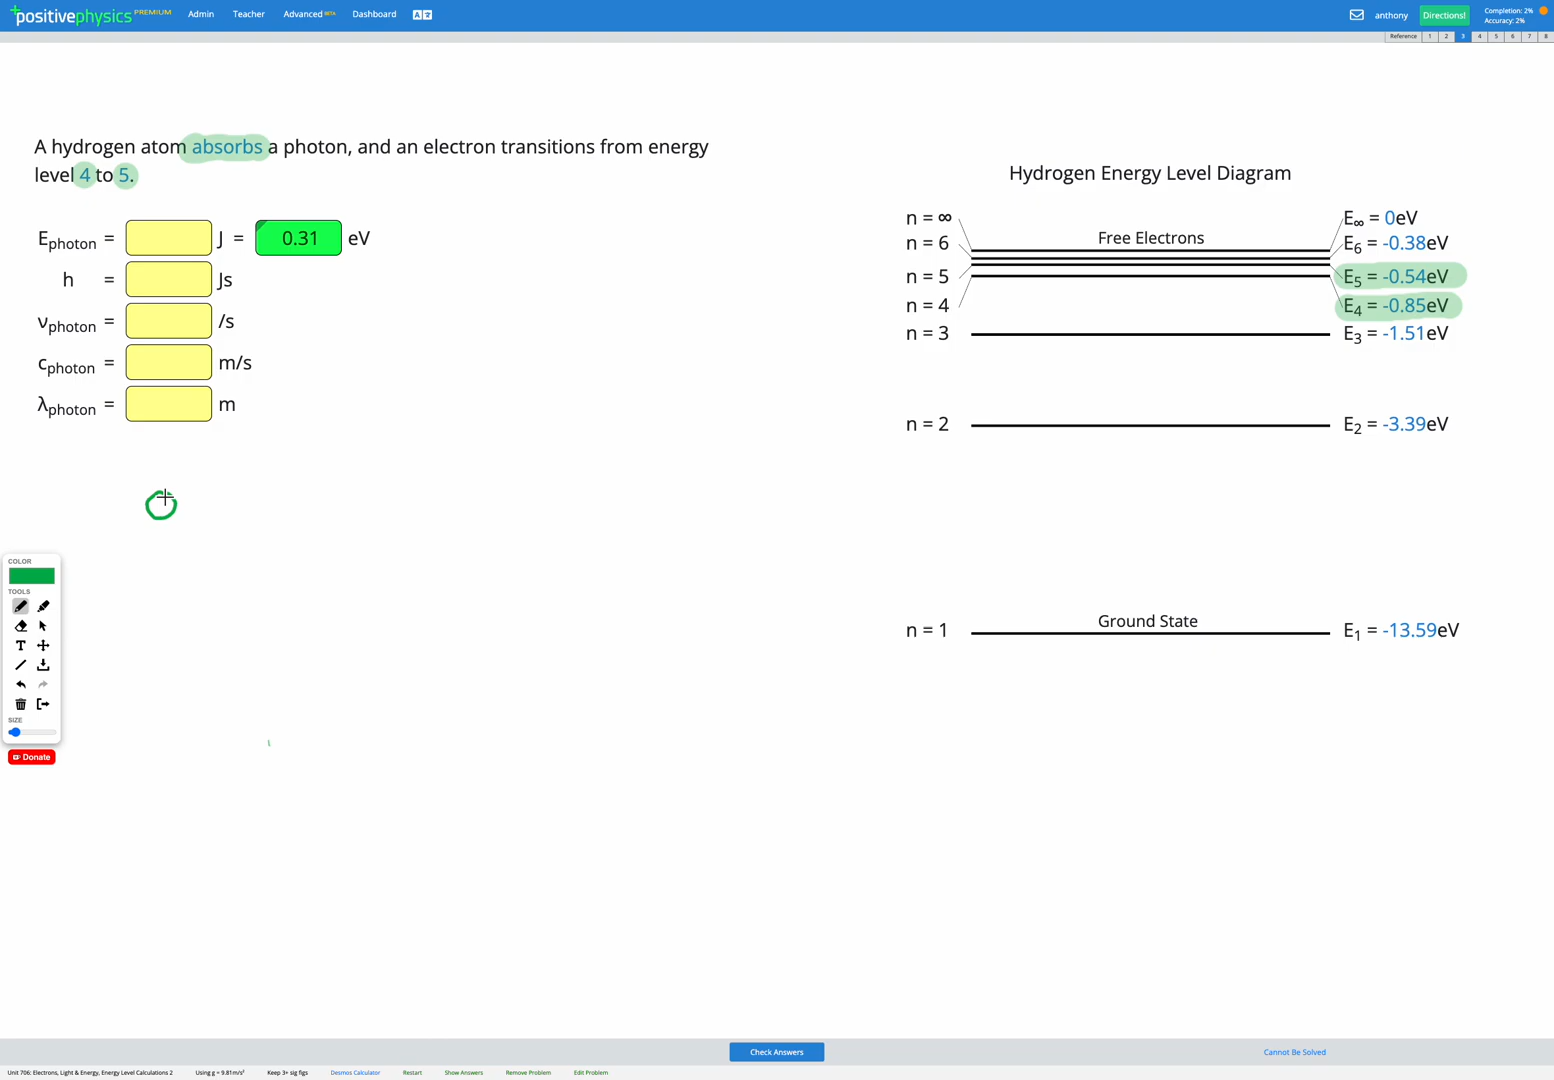 +positivephysics PREMIUM Admin Teacher Advanced BETA Dashboard A
anthony Directions! Completion: 2%
Accuracy: 2%
Reference 1 2 3 4 5 6 7 8
A hydrogen atom absorbs a photon, and an electron transitions from energy
level 4 to 5.
E photon = J = 0.31 eV
h = Js
ν photon = /s
c photon = m/s
λ photon = m
Hydrogen Energy Level Diagram
n = ∞ E∞ = 0eV
Free Electrons
n = 6 E6 = -0.38eV
n = 5 E5 = -0.54eV
n = 4 E4 = -0.85eV
n = 3 E3 = -1.51eV
n = 2 E2 = -3.39eV
Ground State
n = 1 E1 = -13.59eV
COLOR
TOOLS
T
SIZE
Donate
Check Answers
Cannot Be Solved
Unit 706: Electrons, Light & Energy, Energy Level Calculations 2 Using g = 9.81m/s² Keep 3+ sig figs Desmos Calculator Restart Show Answers Remove Problem Edit Problem